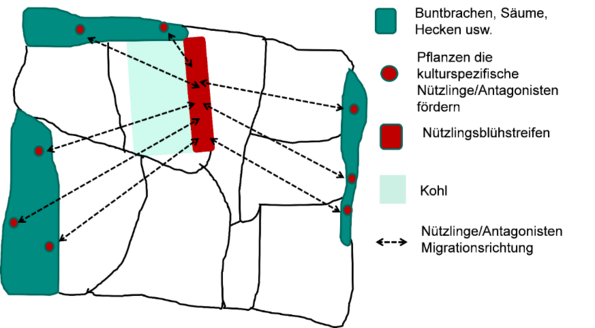 Buntbrachen, Säume,
Hecken usw.
Pflanzen die
kulturspezifische
Nützlinge/Antagonisten
fördern
Nützlingsblühstreifen
Kohl
Nützlinge/Antagonisten
Migrationsrichtung